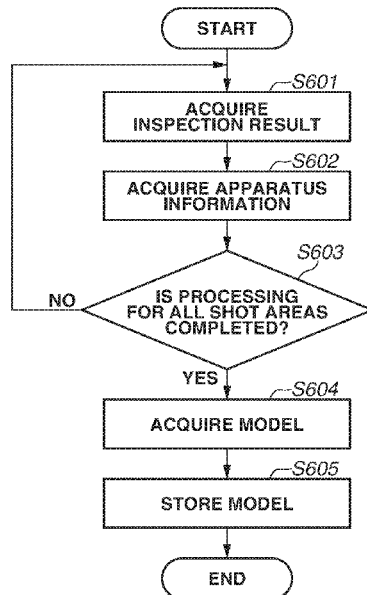 START
S601
ACQUIRE
INSPECTION RESULT
S602
ACQUIRE APPARATUS
INFORMATION
S603
IS PROCESSING
FOR ALL SHOT AREAS
COMPLETED?
NO
YES
S604
ACQUIRE MODEL
S605
STORE MODEL
END